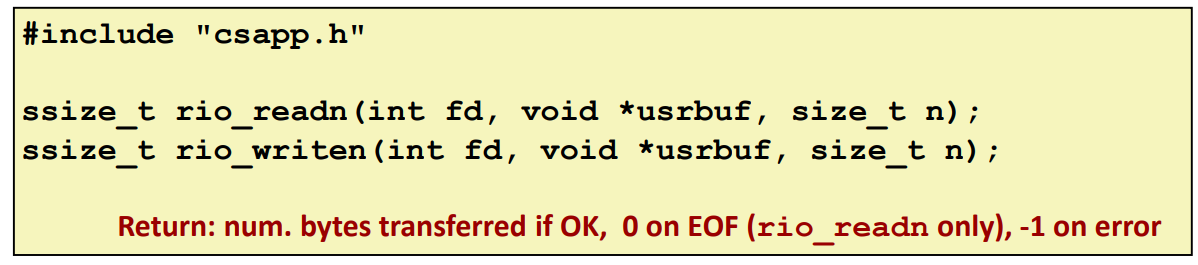 #include "csapp.h"
ssize_t rio_readn(int fd, void *usrbuf, size_t n);
ssize_t rio_writen(int fd, void *usrbuf, size_t n);
Return: num. bytes transferred if OK, 0 on EOF (rio_readn only), -1 on error